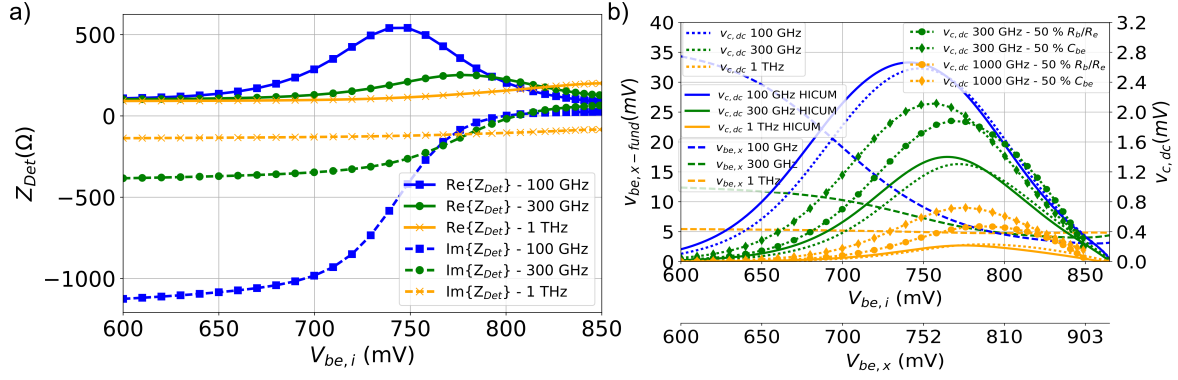 a)
500
0
−500
−1000
Z_Det(Ω)
Re{Z_Det} - 100 GHz
Re{Z_Det} - 300 GHz
Re{Z_Det} - 1 THz
Im{Z_Det} - 100 GHz
Im{Z_Det} - 300 GHz
Im{Z_Det} - 1 THz
600 650 700 750 800 850
V_be,i (mV)
b)
40
35
30
25
20
15
10
5
0
v_be,x−fund(mV)
v_c,dc 100 GHz
v_c,dc 300 GHz
v_c,dc 1 THz
v_c,dc 100 GHz HICUM
v_c,dc 300 GHz HICUM
v_c,dc 1 THz HICUM
v_be,x 100 GHz
v_be,x 300 GHz
v_be,x 1 THz
v_c,dc 300 GHz - 50 % R_b/R_e
v_c,dc 300 GHz - 50 % C_be
v_c,dc 1000 GHz - 50 % R_b/R_e
v_c,dc 1000 GHz - 50 % C_be
3.2
2.8
2.4
2.0
1.6
1.2
0.8
0.4
0.0
v_c,dc(mV)
600 650 700 750 800 850
V_be,i (mV)
600 650 700 752 810 903
V_be,x (mV)